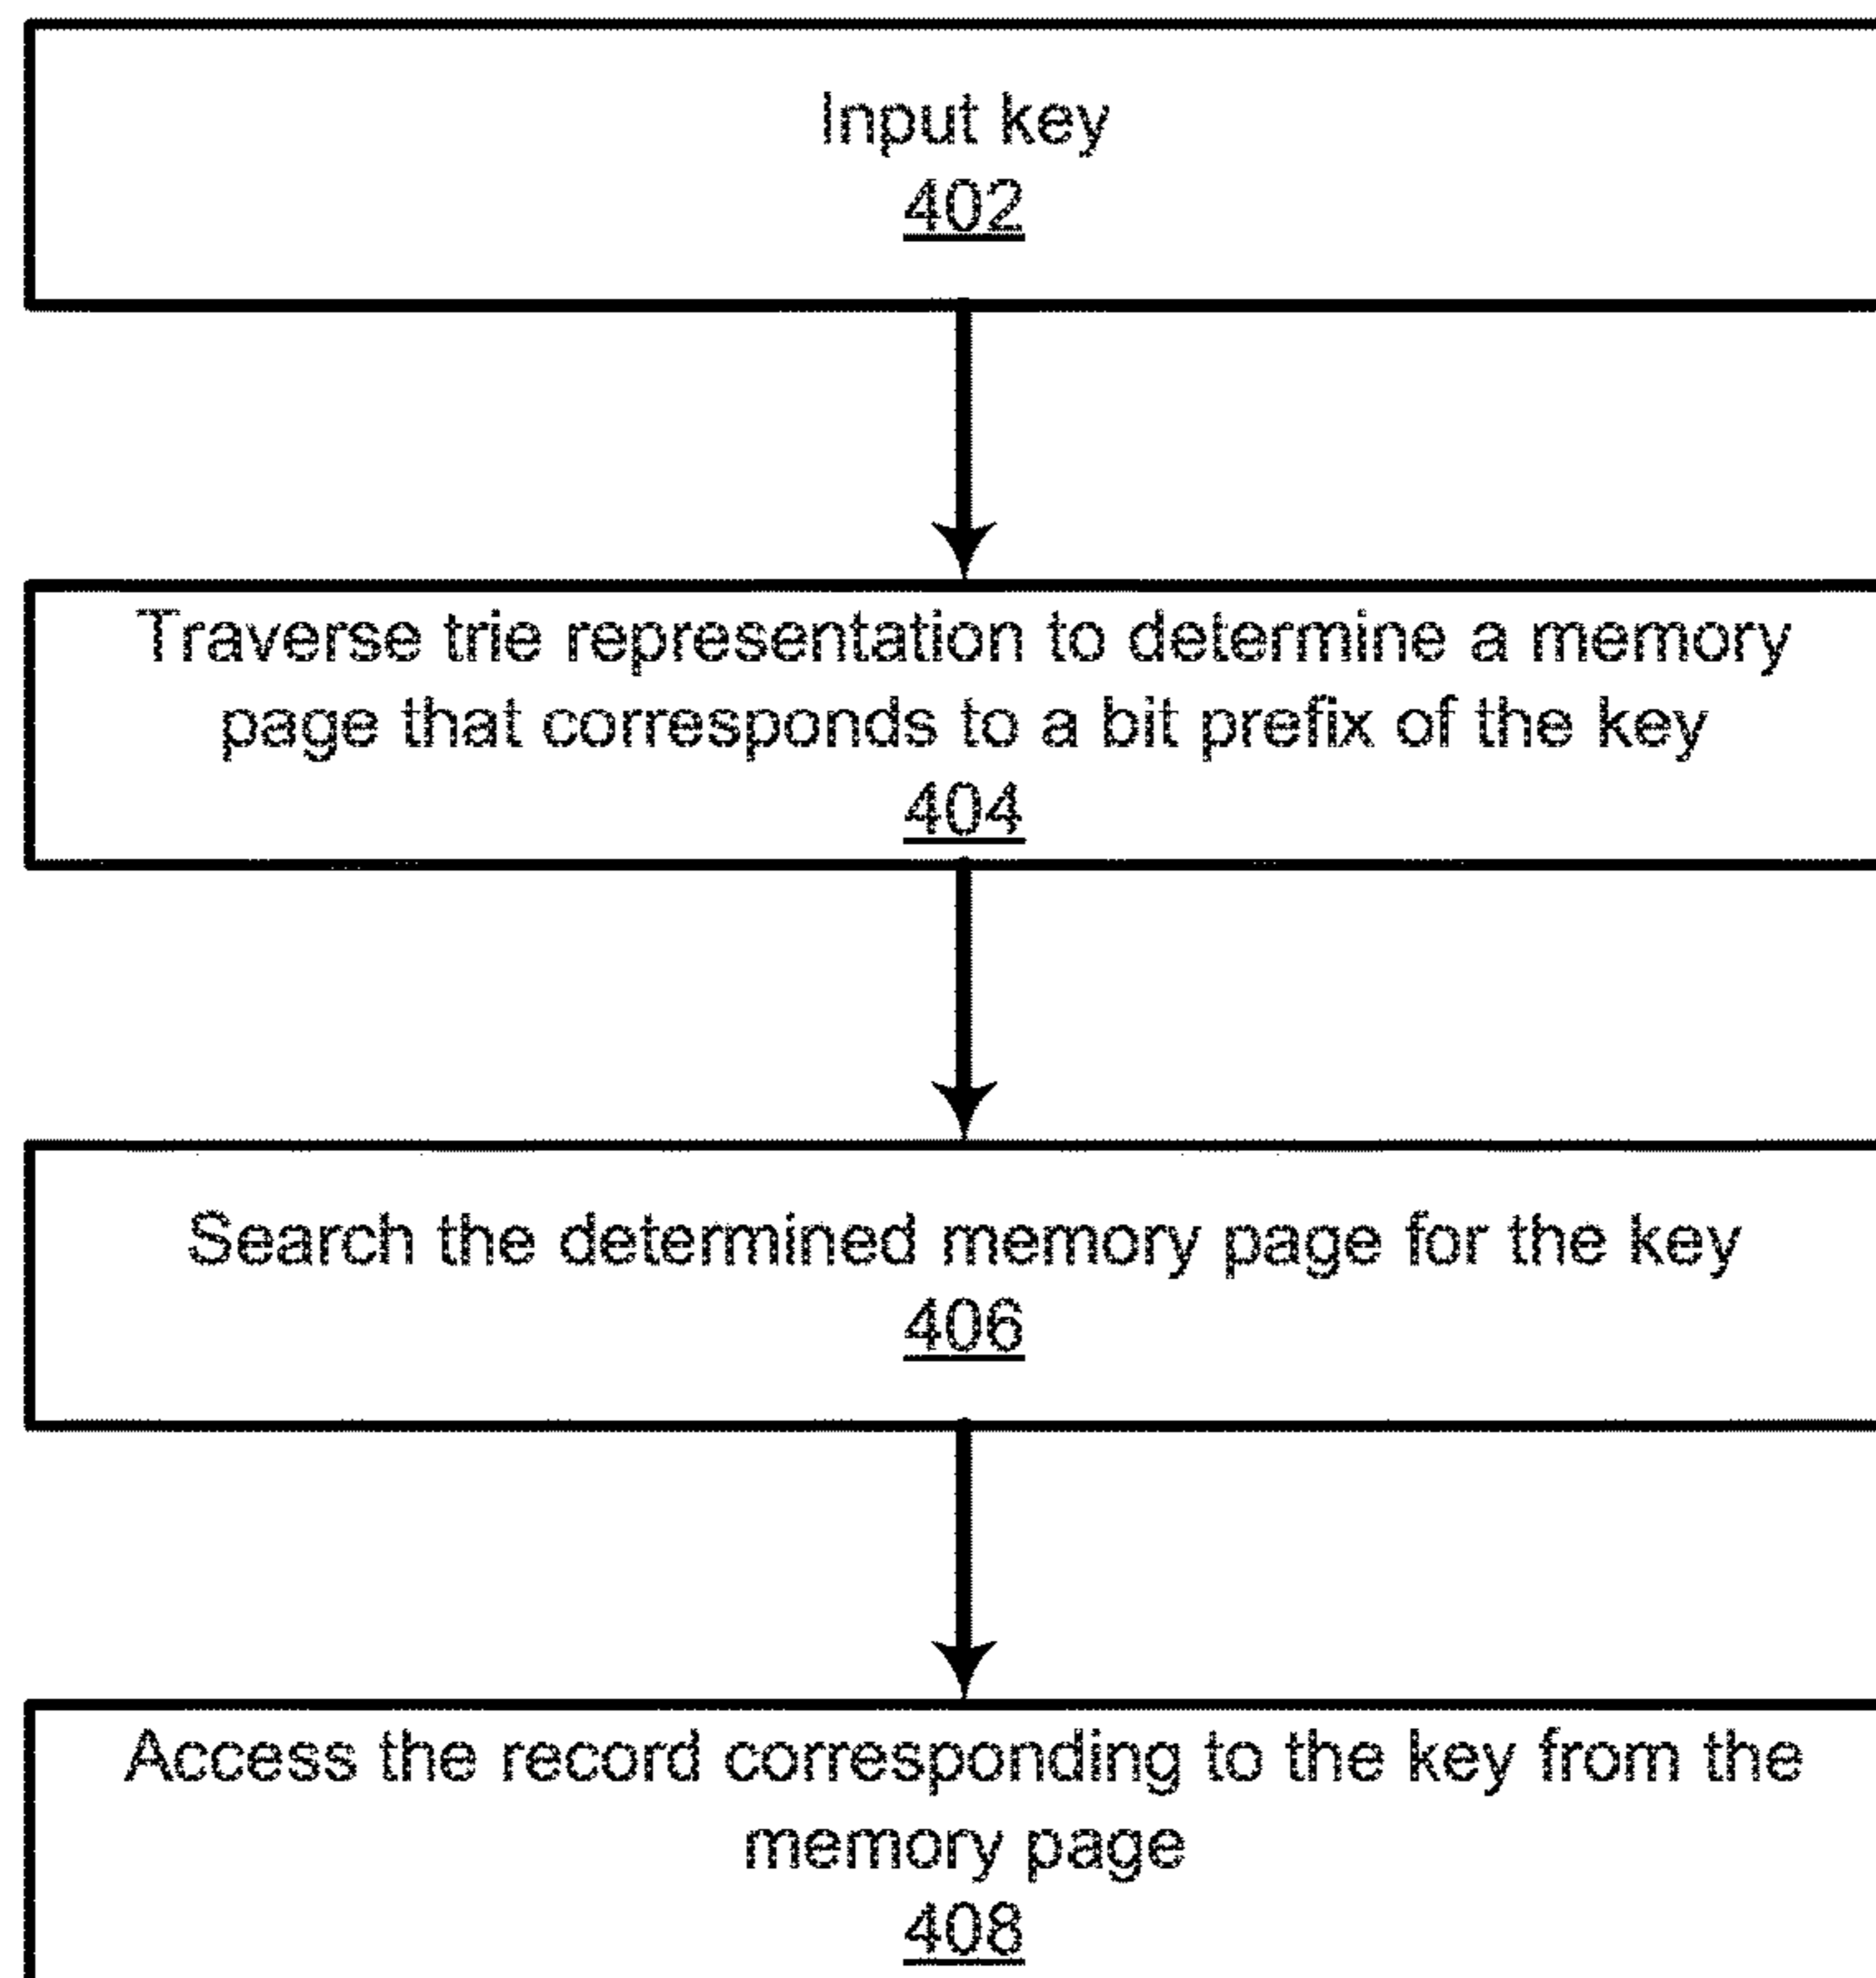 Input key
402
Traverse trie representation to determine a memory
page that corresponds to a bit prefix of the key
404
Search the determined memory page for the key
406
Access the record corresponding to the key from the
memory page
408